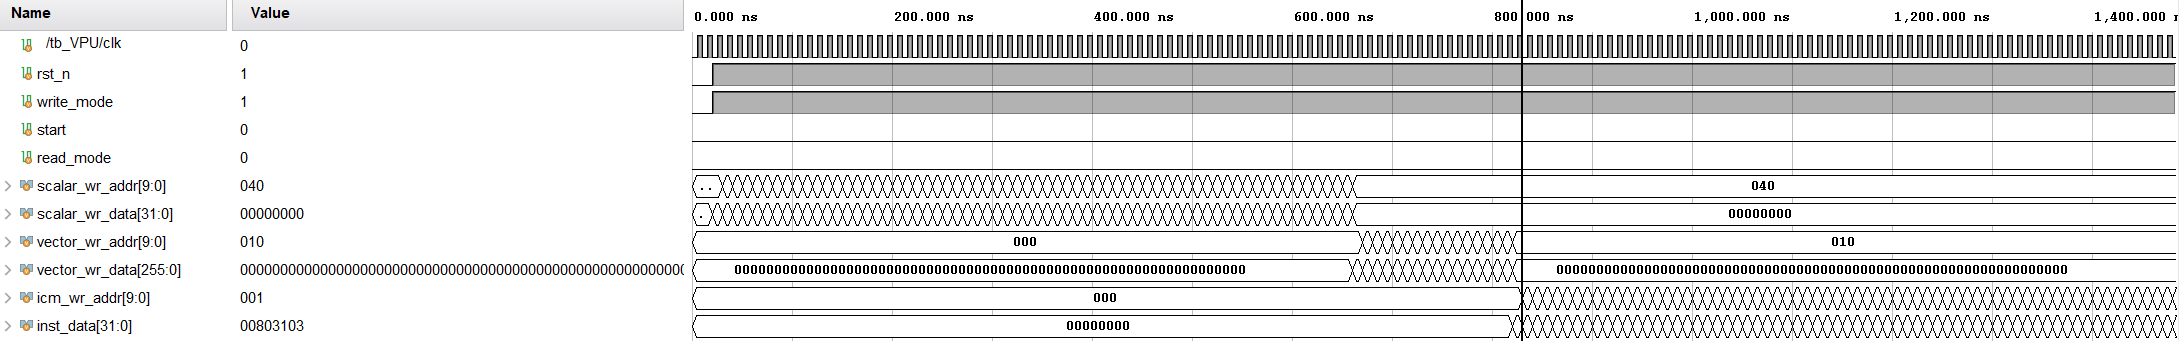 Name Value 0.000 ns 200.000 ns 400.000 ns 600.000 ns 800.000 ns 1,000.000 ns 1,200.000 ns 1,400.000
/tb_VPU/clk 0
rst_n 1
write_mode 1
start 0
read_mode 0
scalar_wr_addr[9:0] 040 .. 040
scalar_wr_data[31:0] 00000000 . 00000000
vector_wr_addr[9:0] 010 000 010
vector_wr_data[255:0] 0000000000000000000000000000000000000000000000000000000 0000000000000000000000000000000000000000000000000000000000000000 0000000000000000000000000000000000000000000000000000000000000000
icm_wr_addr[9:0] 001 000
inst_data[31:0] 00803103 00000000